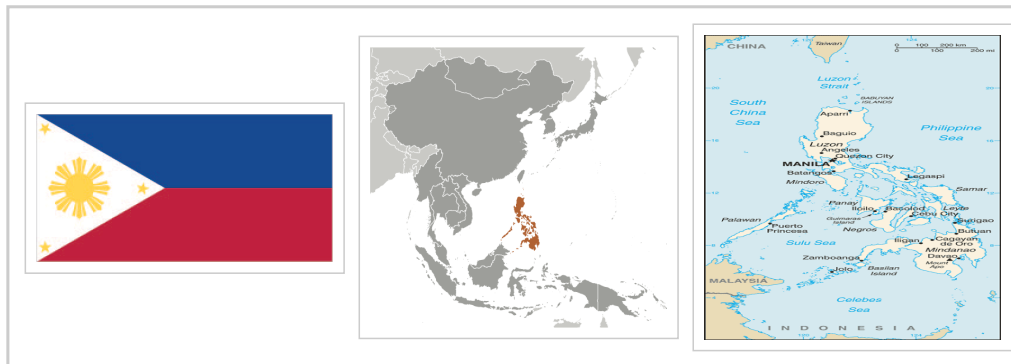 CHINA
Taiwan
0 100 200 km
0 100 200 mi
Luzon
Strait
BABUYAN
ISLANDS
South
China
Sea
Aparri
Philippine
Sea
Baguio
Luzon
Angeles
Quezon City
MANILA
Batangas
Mindoro
Legaspi
Samar
Panay
Iloilo
Bacolod
Leyte
Cebu City
Guimaras
Island
Palawan
Puerto
Princesa
Negros
Surigao
Butuan
Sulu Sea
Iligan
Cagayan
de Oro
Mindanao
Davao
Mount
Apo
Zamboanga
Jolo
Basilan
Island
MALAYSIA
Celebes
Sea
INDONESIA